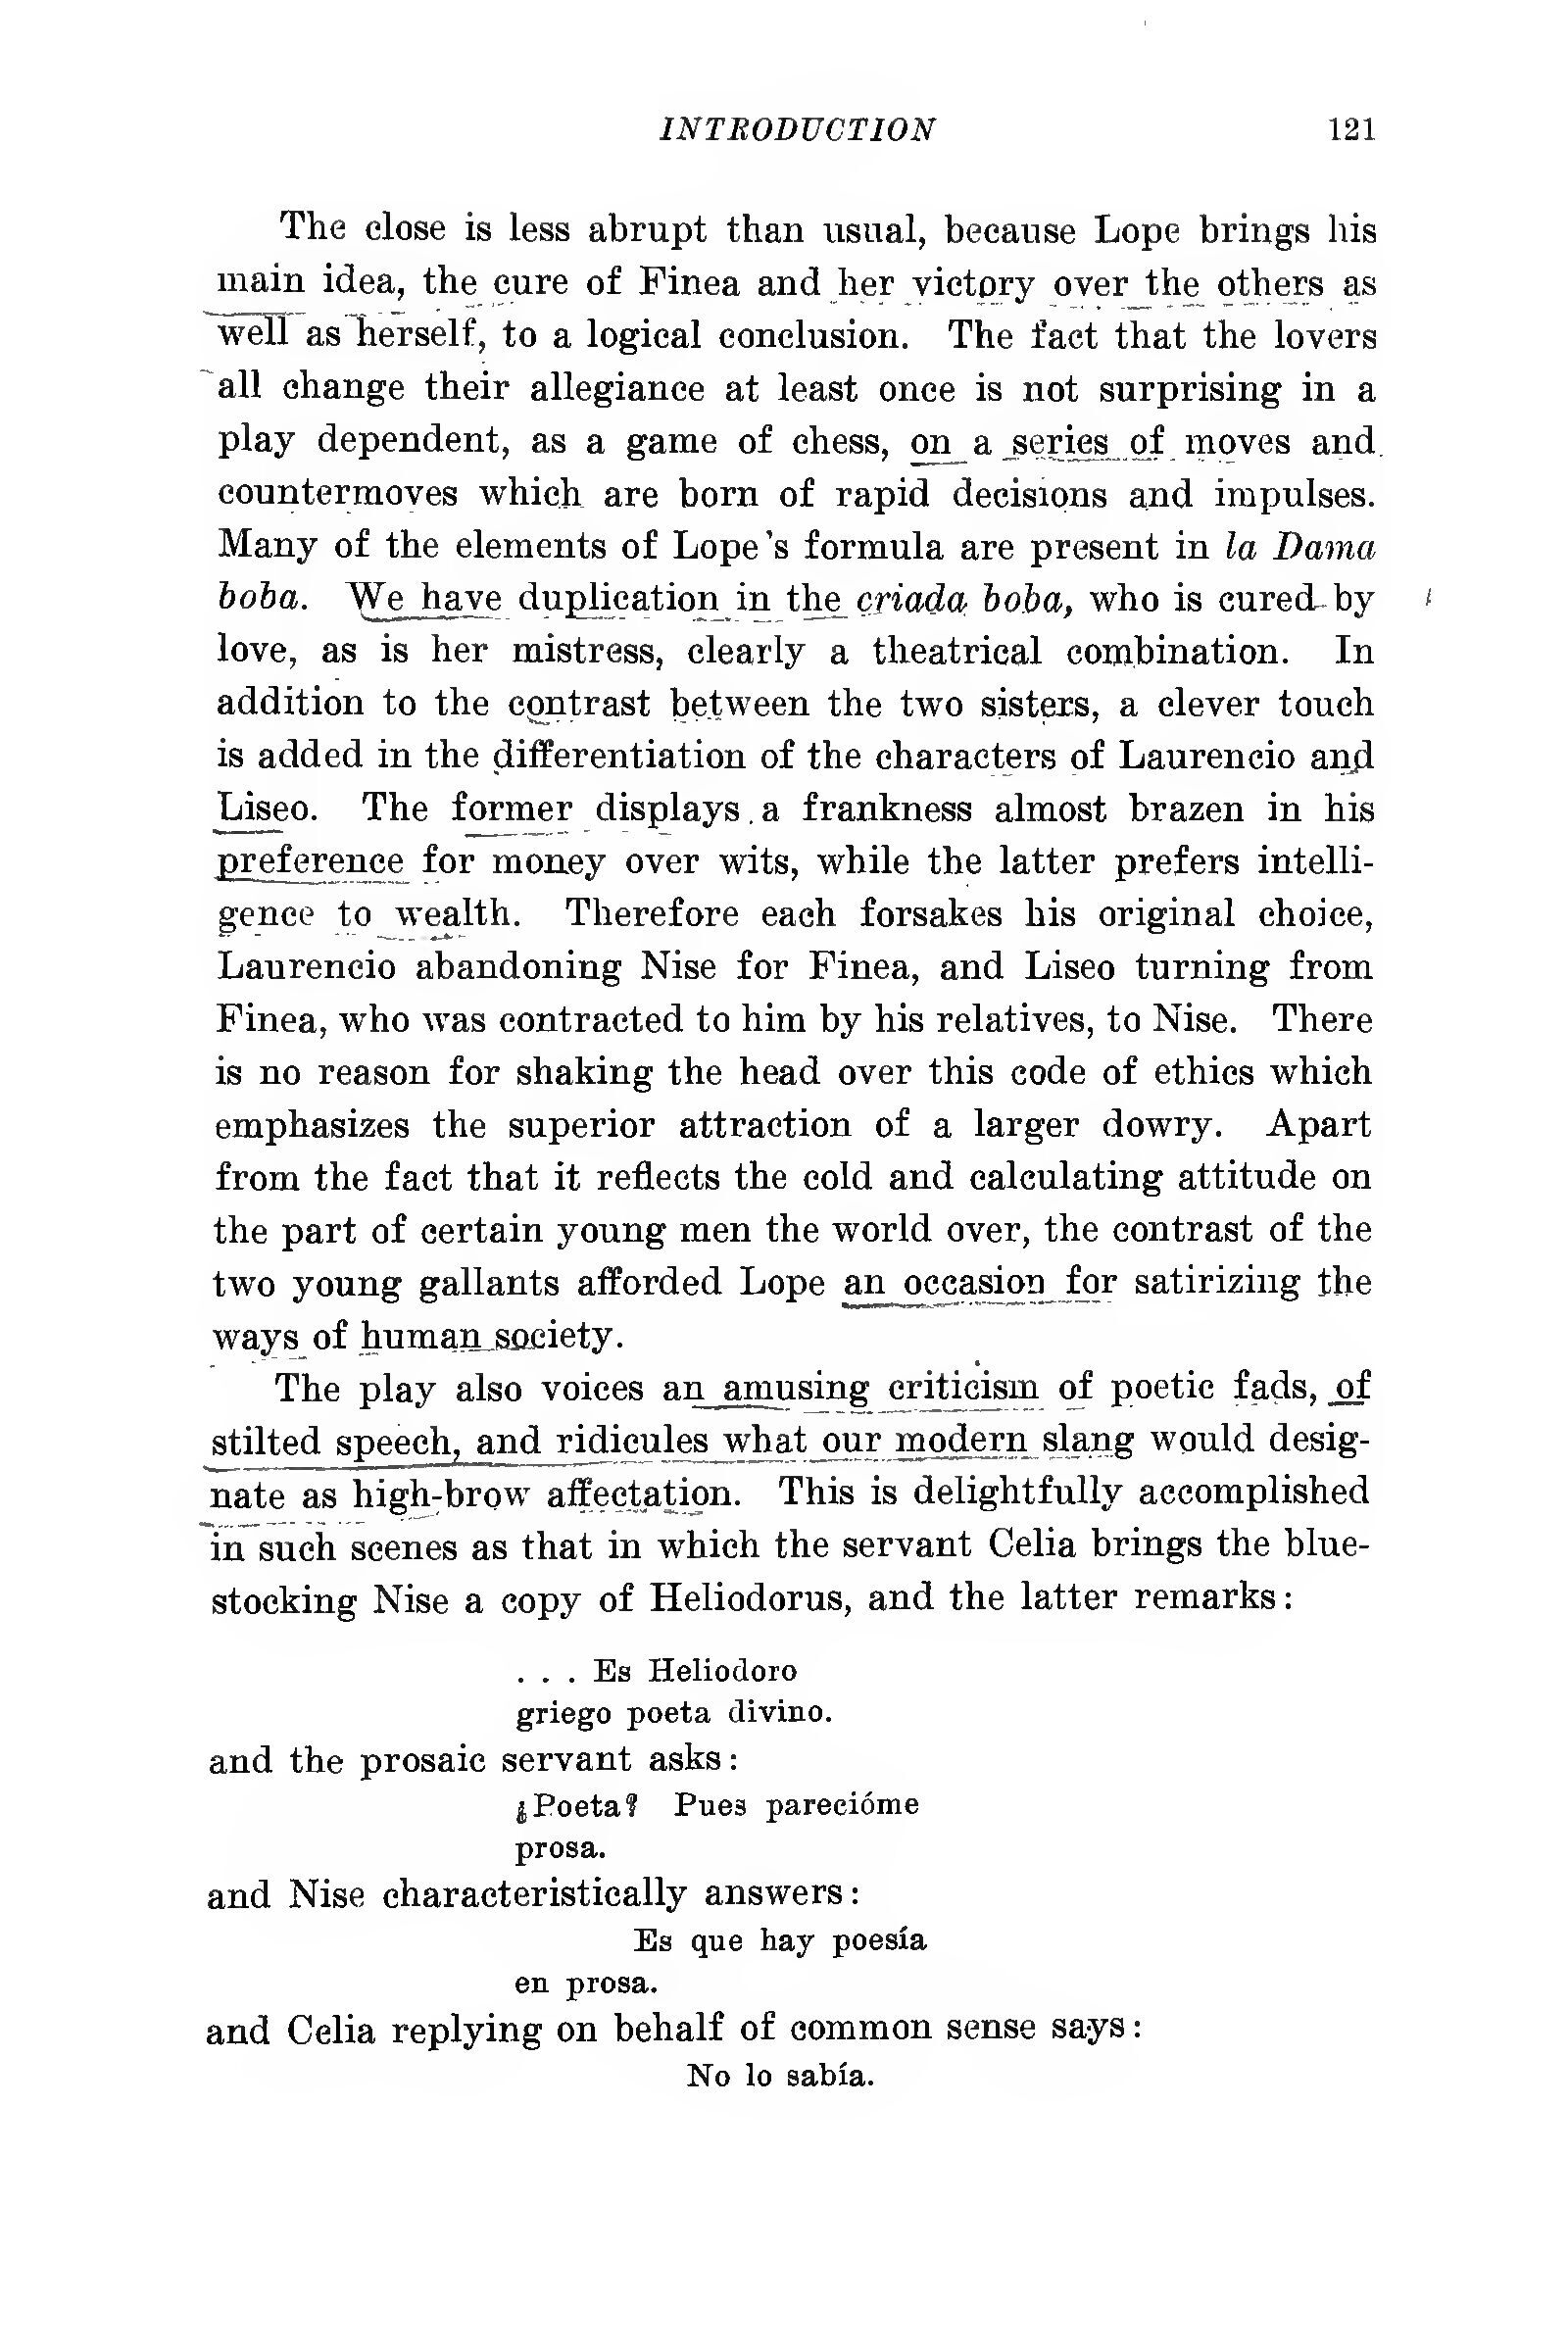 INTRODUCTION 121
The close is less abrupt than usual, because Lope brings his
main idea, the cure of Finea and her victory over the others as
well as herself, to a logical conclusion. The fact that the lovers
all change their allegiance at least once is not surprising in a
play dependent, as a game of chess, on a series of moves and
countermoves which are born of rapid decisions and impulses.
Many of the elements of Lope's formula are present in la Dama
boba. We have duplication in the criada boba, who is cured by
love, as is her mistress, clearly a theatrical combination. In
addition to the contrast between the two sisters, a clever touch
is added in the differentiation of the characters of Laurencio and
Liseo. The former displays a frankness almost brazen in his
preference for money over wits, while the latter prefers intelli-
gence to wealth. Therefore each forsakes his original choice,
Laurencio abandoning Nise for Finea, and Liseo turning from
Finea, who was contracted to him by his relatives, to Nise. There
is no reason for shaking the head over this code of ethics which
emphasizes the superior attraction of a larger dowry. Apart
from the fact that it reflects the cold and calculating attitude on
the part of certain young men the world over, the contrast of the
two young gallants afforded Lope an occasion for satirizing the
ways of human society.
The play also voices an amusing criticism of poetic fads, of
stilted speech, and ridicules what our modern slang would desig-
nate as high-brow affectation. This is delightfully accomplished
in such scenes as that in which the servant Celia brings the blue-
stocking Nise a copy of Heliodorus, and the latter remarks:
. . . Es Heliodoro
griego poeta divino.
and the prosaic servant asks:
¿Poeta? Pues parecióme
prosa.
and Nise characteristically answers:
Es que hay poesía
en prosa.
and Celia replying on behalf of common sense says:
No lo sabía.